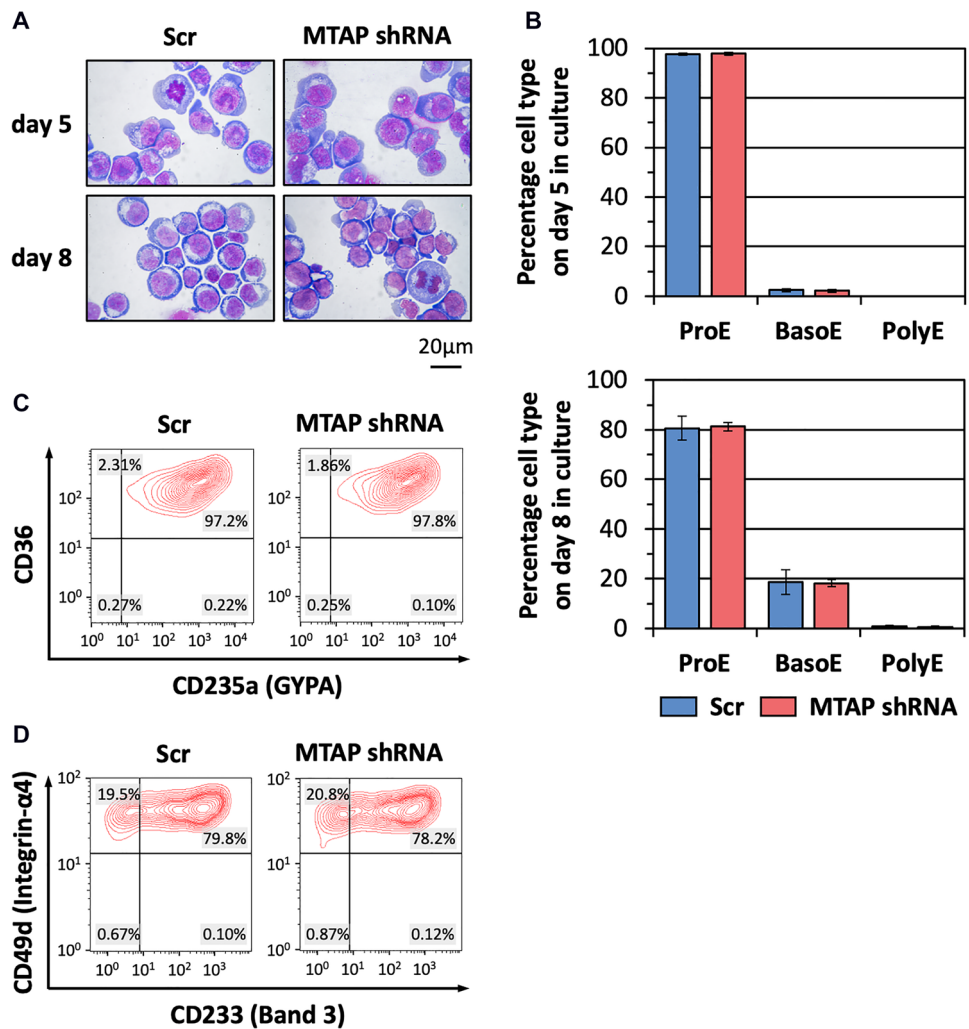 A
Scr
MTAP shRNA
day 5
day 8
20μm
B
Percentage cell type
on day 5 in culture
100
80
60
40
20
0
ProE
BasoE
PolyE
Percentage cell type
on day 8 in culture
100
80
60
40
20
0
ProE
BasoE
PolyE
Scr
MTAP shRNA
C
Scr
MTAP shRNA
CD36
10²
10¹
10⁰
2.31%
97.2%
0.27%
0.22%
10⁰ 10¹ 10² 10³ 10⁴
10²
10¹
10⁰
1.86%
97.8%
0.25%
0.10%
10⁰ 10¹ 10² 10³ 10⁴
CD235a (GYPA)
D
Scr
MTAP shRNA
CD49d (Integrin-α4)
10²
10¹
10⁰
19.5%
79.8%
0.67%
0.10%
10⁰ 10¹ 10² 10³
10²
10¹
10⁰
20.8%
78.2%
0.87%
0.12%
10⁰ 10¹ 10² 10³
CD233 (Band 3)